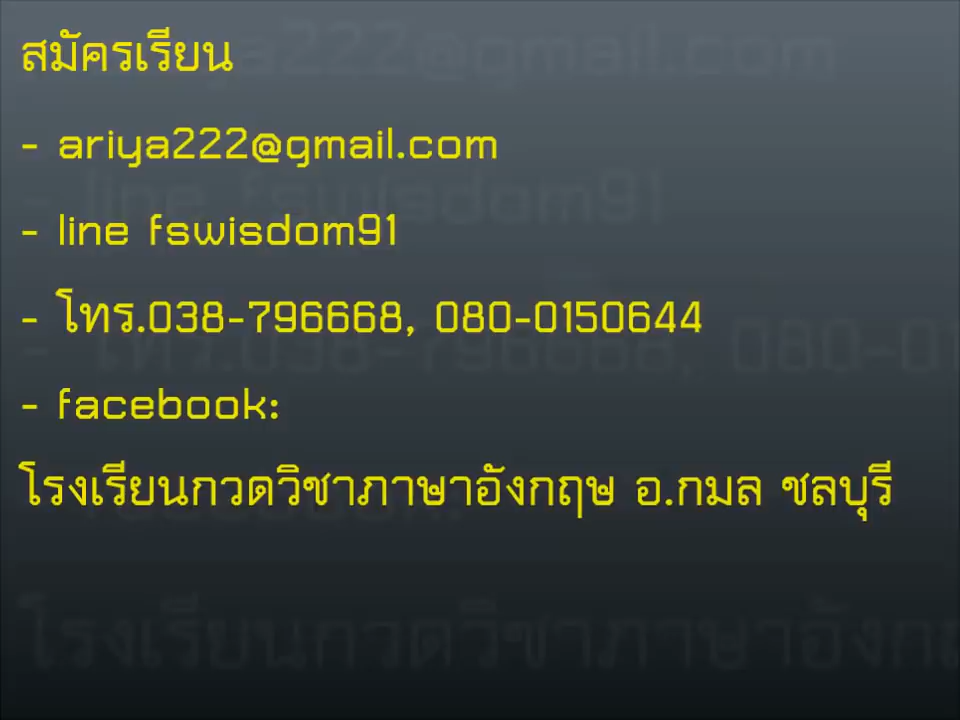 สมัครเรียน
- ariya222@gmail.com
- line fswisdom91
- โทร.038-796668, 080-0150644
- facebook:
โรงเรียนกวดวิชาภาษาอังกฤษ อ.กมล ชลบุรี